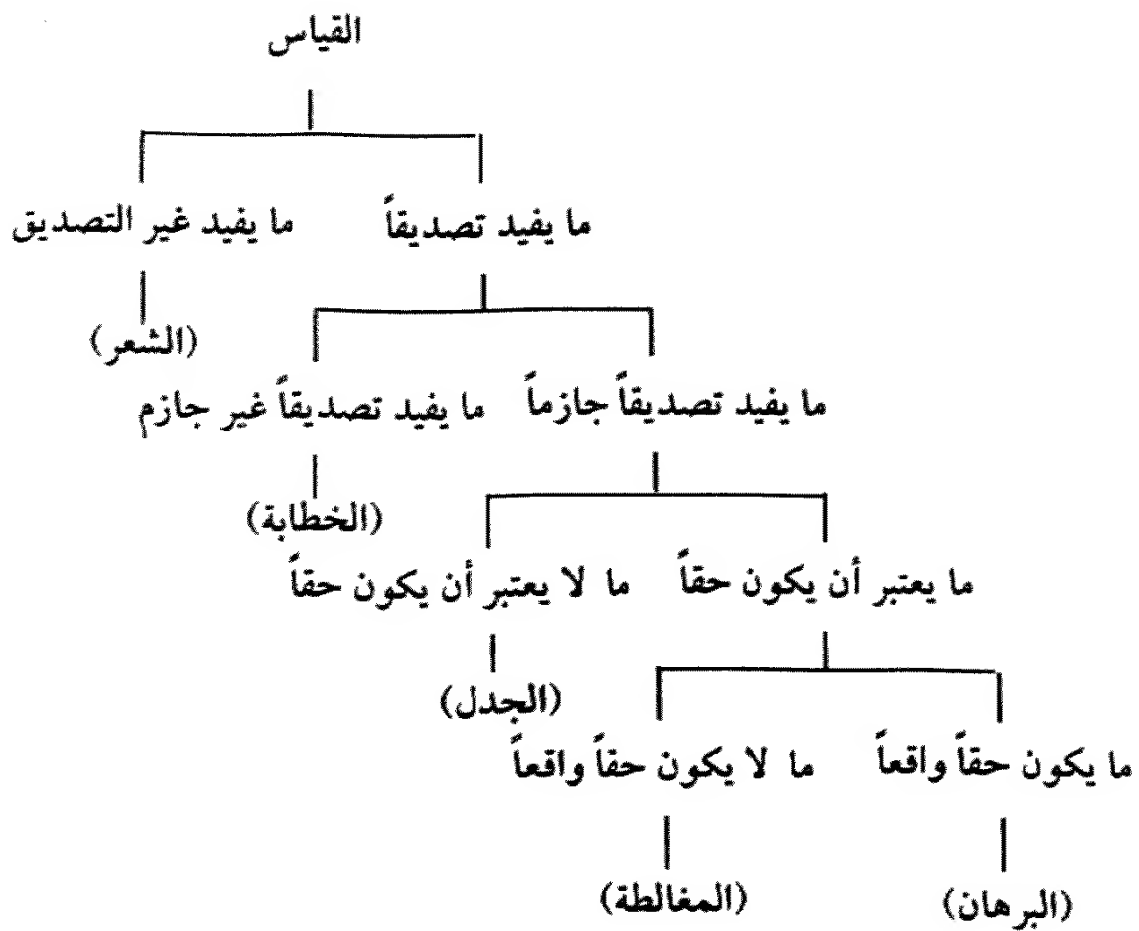 القياس
ما يفيد تصديقاً ما يفيد غير التصديق
(الشعر)
ما يفيد تصديقاً جازماً ما يفيد تصديقاً غير جازم
(الخطابة)
ما يعتبر أن يكون حقاً ما لا يعتبر أن يكون حقاً
(الجدل)
ما يكون حقاً واقعاً ما لا يكون حقاً واقعاً
(البرهان) (المغالطة)